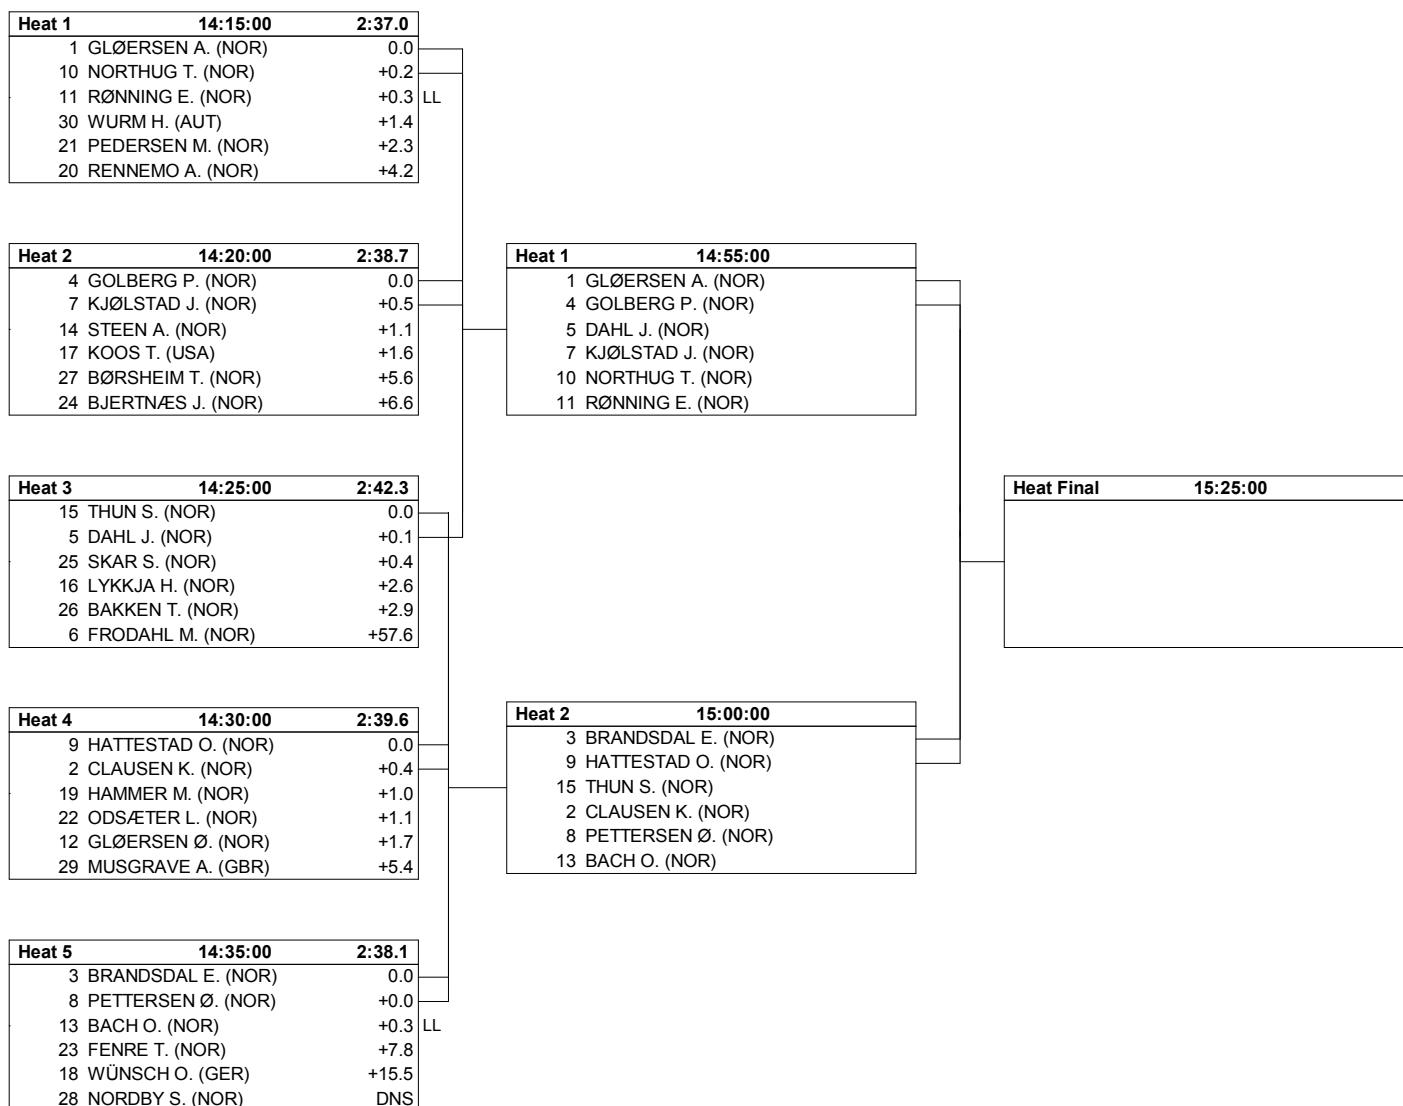 Heat 1 14:15:00 2:37.0
1 GLØERSEN A. (NOR) 0.0
10 NORTHUG T. (NOR) +0.2
11 RØNNING E. (NOR) +0.3 LL
30 WURM H. (AUT) +1.4
21 PEDERSEN M. (NOR) +2.3
20 RENNEMO A. (NOR) +4.2
Heat 2 14:20:00 2:38.7
4 GOLBERG P. (NOR) 0.0
7 KJØLSTAD J. (NOR) +0.5
14 STEEN A. (NOR) +1.1
17 KOOS T. (USA) +1.6
27 BØRSHEIM T. (NOR) +5.6
24 BJERTNÆS J. (NOR) +6.6
Heat 3 14:25:00 2:42.3
15 THUN S. (NOR) 0.0
5 DAHL J. (NOR) +0.1
25 SKAR S. (NOR) +0.4
16 LYKKJA H. (NOR) +2.6
26 BAKKEN T. (NOR) +2.9
6 FRODAHL M. (NOR) +57.6
Heat 4 14:30:00 2:39.6
9 HATTESTAD O. (NOR) 0.0
2 CLAUSEN K. (NOR) +0.4
19 HAMMER M. (NOR) +1.0
22 ODSÆTER L. (NOR) +1.1
12 GLØERSEN Ø. (NOR) +1.7
29 MUSGRAVE A. (GBR) +5.4
Heat 5 14:35:00 2:38.1
3 BRANDSDAL E. (NOR) 0.0
8 PETTERSEN Ø. (NOR) +0.0
13 BACH O. (NOR) +0.3 LL
23 FENRE T. (NOR) +7.8
18 WÜNSCH O. (GER) +15.5
28 NORDBY S. (NOR) DNS
Heat 1 14:55:00
1 GLØERSEN A. (NOR)
4 GOLBERG P. (NOR)
5 DAHL J. (NOR)
7 KJØLSTAD J. (NOR)
10 NORTHUG T. (NOR)
11 RØNNING E. (NOR)
Heat 2 15:00:00
3 BRANDSDAL E. (NOR)
9 HATTESTAD O. (NOR)
15 THUN S. (NOR)
2 CLAUSEN K. (NOR)
8 PETTERSEN Ø. (NOR)
13 BACH O. (NOR)
Heat Final 15:25:00